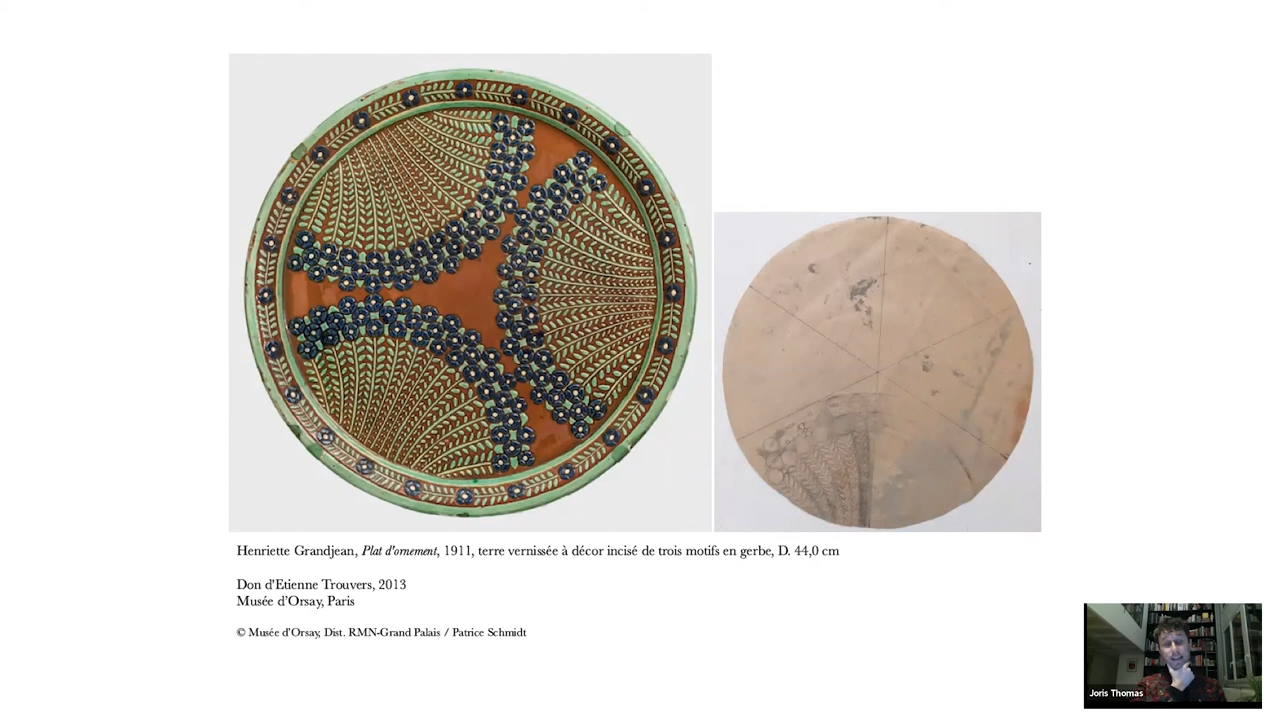 Henriette Grandjean, Plat d'ornement, 1911, terre vernissée à décor incisé de trois motifs en gerbe, D. 44,0 cm
Don d'Etienne Trouvers, 2013
Musée d'Orsay, Paris
© Musée d'Orsay, Dist. RMN-Grand Palais / Patrice Schmidt
Joris Thomas